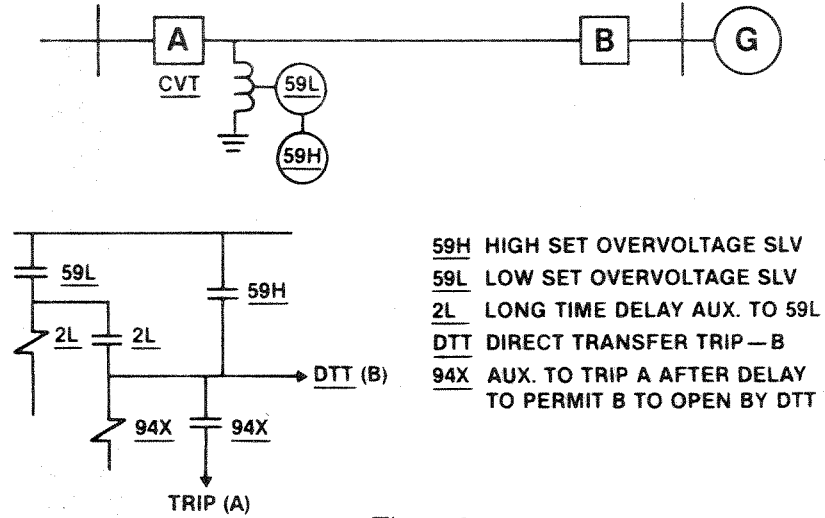 A
B
G
CVT
59L
59H
59L
59H
2L
2L
DTT (B)
94X
94X
TRIP (A)
59H HIGH SET OVERVOLTAGE SLV
59L LOW SET OVERVOLTAGE SLV
2L LONG TIME DELAY AUX. TO 59L
DTT DIRECT TRANSFER TRIP—B
94X AUX. TO TRIP A AFTER DELAY
TO PERMIT B TO OPEN BY DTT